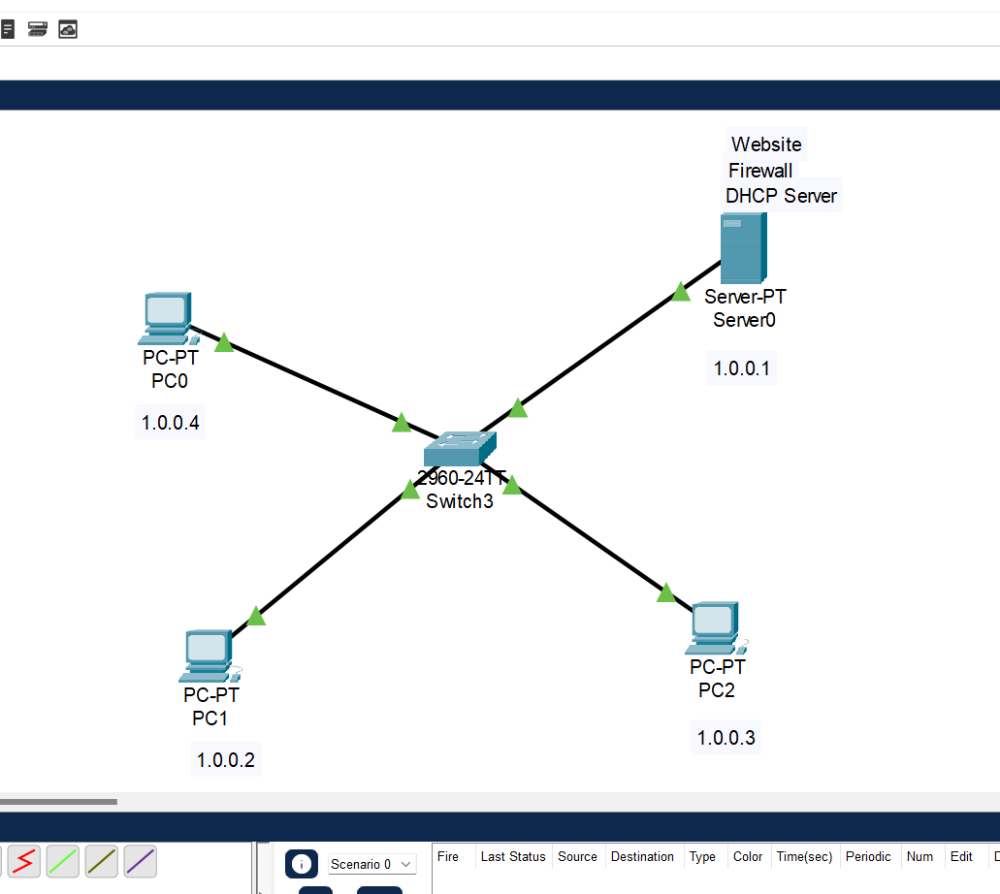 Website
Firewall
DHCP Server
Server-PT
Server0
1.0.0.1
PC-PT
PC0
1.0.0.4
2960-24TT
Switch3
PC-PT
PC1
1.0.0.2
PC-PT
PC2
1.0.0.3
Scenario 0
Fire Last Status Source Destination Type Color Time(sec) Periodic Num Edit